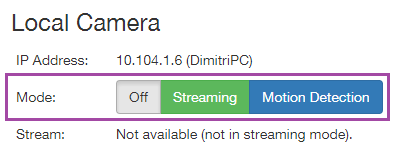 Local Camera
IP Address: 10.104.1.6 (DimitriPC)
Mode: Off Streaming Motion Detection
Stream: Not available (not in streaming mode).